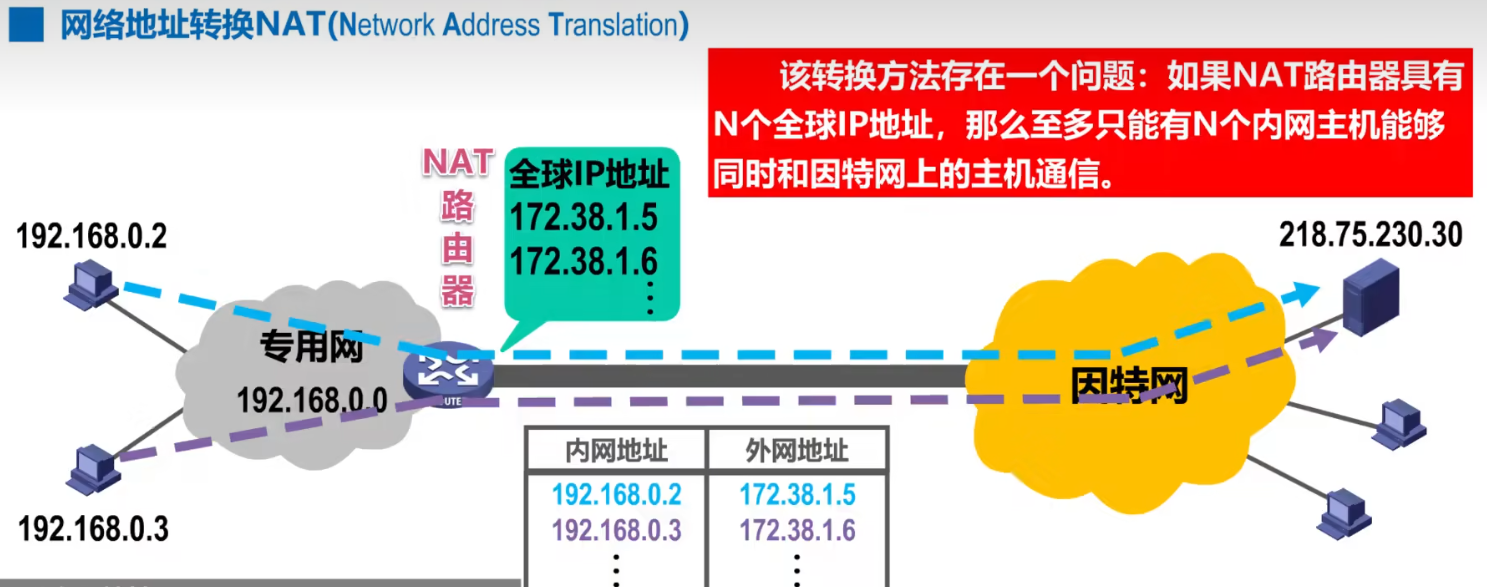 网络地址转换NAT(Network Address Translation)
该转换方法存在一个问题：如果NAT路由器具有
N个全球IP地址，那么至多只能有N个内网主机能够
同时和因特网上的主机通信。
NAT
路
由
器
全球IP地址
172.38.1.5
172.38.1.6
192.168.0.2
218.75.230.30
专用网
192.168.0.0
UTE
因特网
192.168.0.3
内网地址 外网地址
192.168.0.2 172.38.1.5
192.168.0.3 172.38.1.6